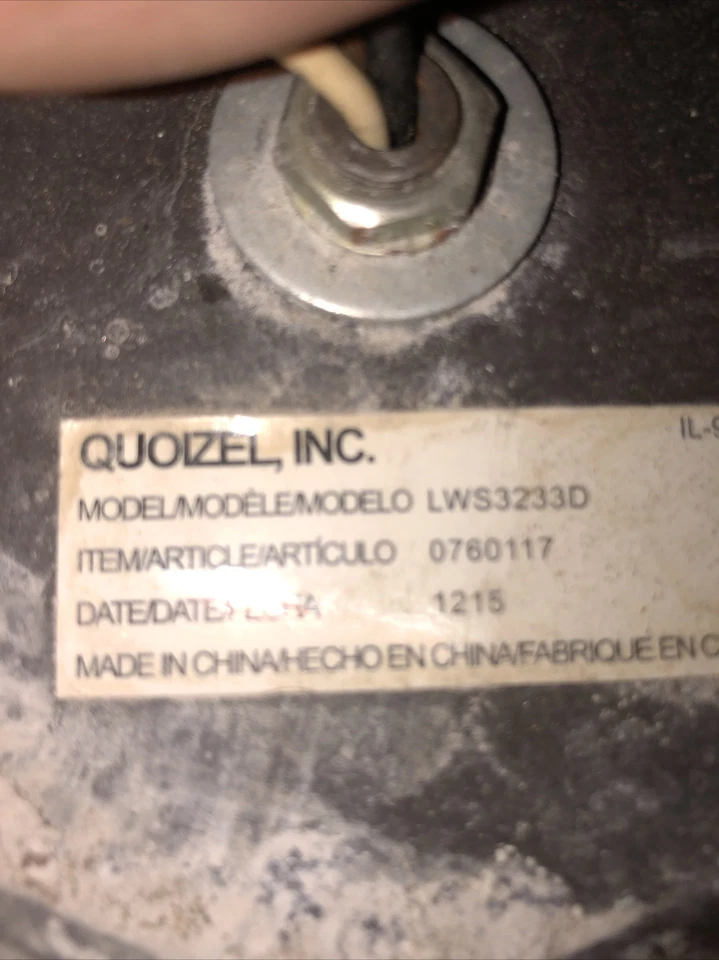 QUOIZEL, INC.
IL-
MODEL/MODÈLE/MODELO LWS3233D
ITEM/ARTICLE/ARTÍCULO 0760117
DATE/DATE/ 1215
MADE IN CHINA/HECHO EN CHINA/FABRIQUE EN C